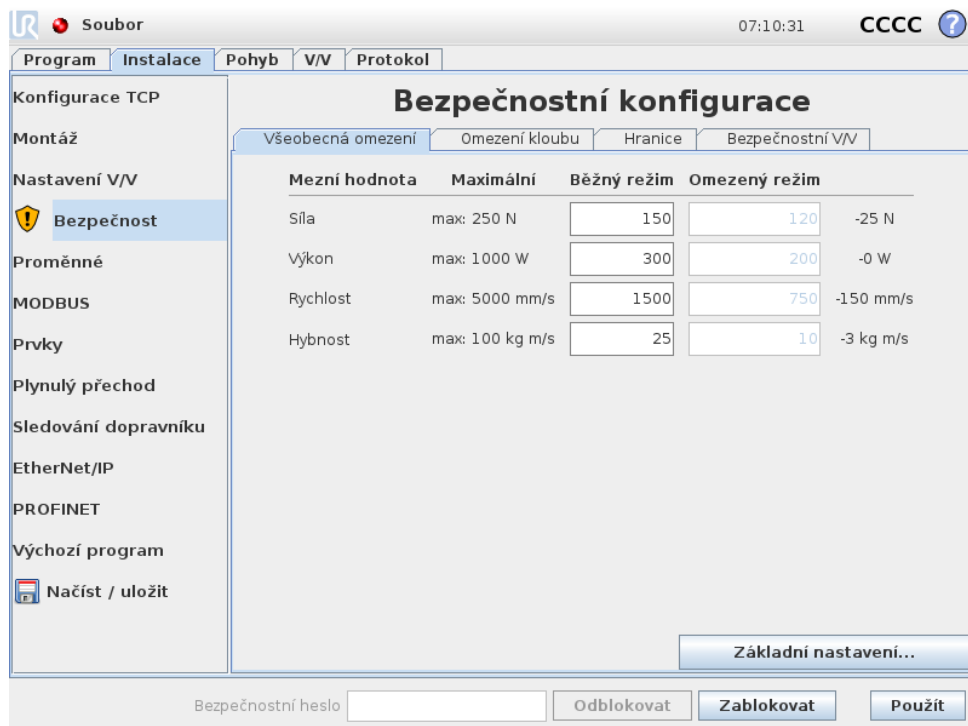 UR Soubor 07:10:31 CCCC ?
Program Instalace Pohyb V/V Protokol
Konfigurace TCP
Montáž
Nastavení V/V
Bezpečnost
Proměnné
MODBUS
Prvky
Plynulý přechod
Sledování dopravníku
EtherNet/IP
PROFINET
Výchozí program
Načíst / uložit
Bezpečnostní konfigurace
Všeobecná omezení Omezení kloubu Hranice Bezpečnostní V/V
Mezní hodnota Maximální Běžný režim Omezený režim
Síla max: 250 N 150 120 -25 N
Výkon max: 1000 W 300 200 -0 W
Rychlost max: 5000 mm/s 1500 750 -150 mm/s
Hybnost max: 100 kg m/s 25 10 -3 kg m/s
Základní nastavení...
Bezpečnostní heslo Odblokovat Zablokovat Použít